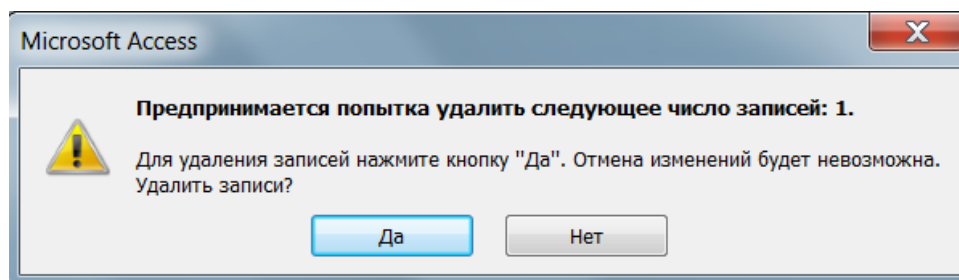 Microsoft Access
Предпринимается попытка удалить следующее число записей: 1.
Для удаления записей нажмите кнопку "Да". Отмена изменений будет невозможна.
Удалить записи?
Да
Нет